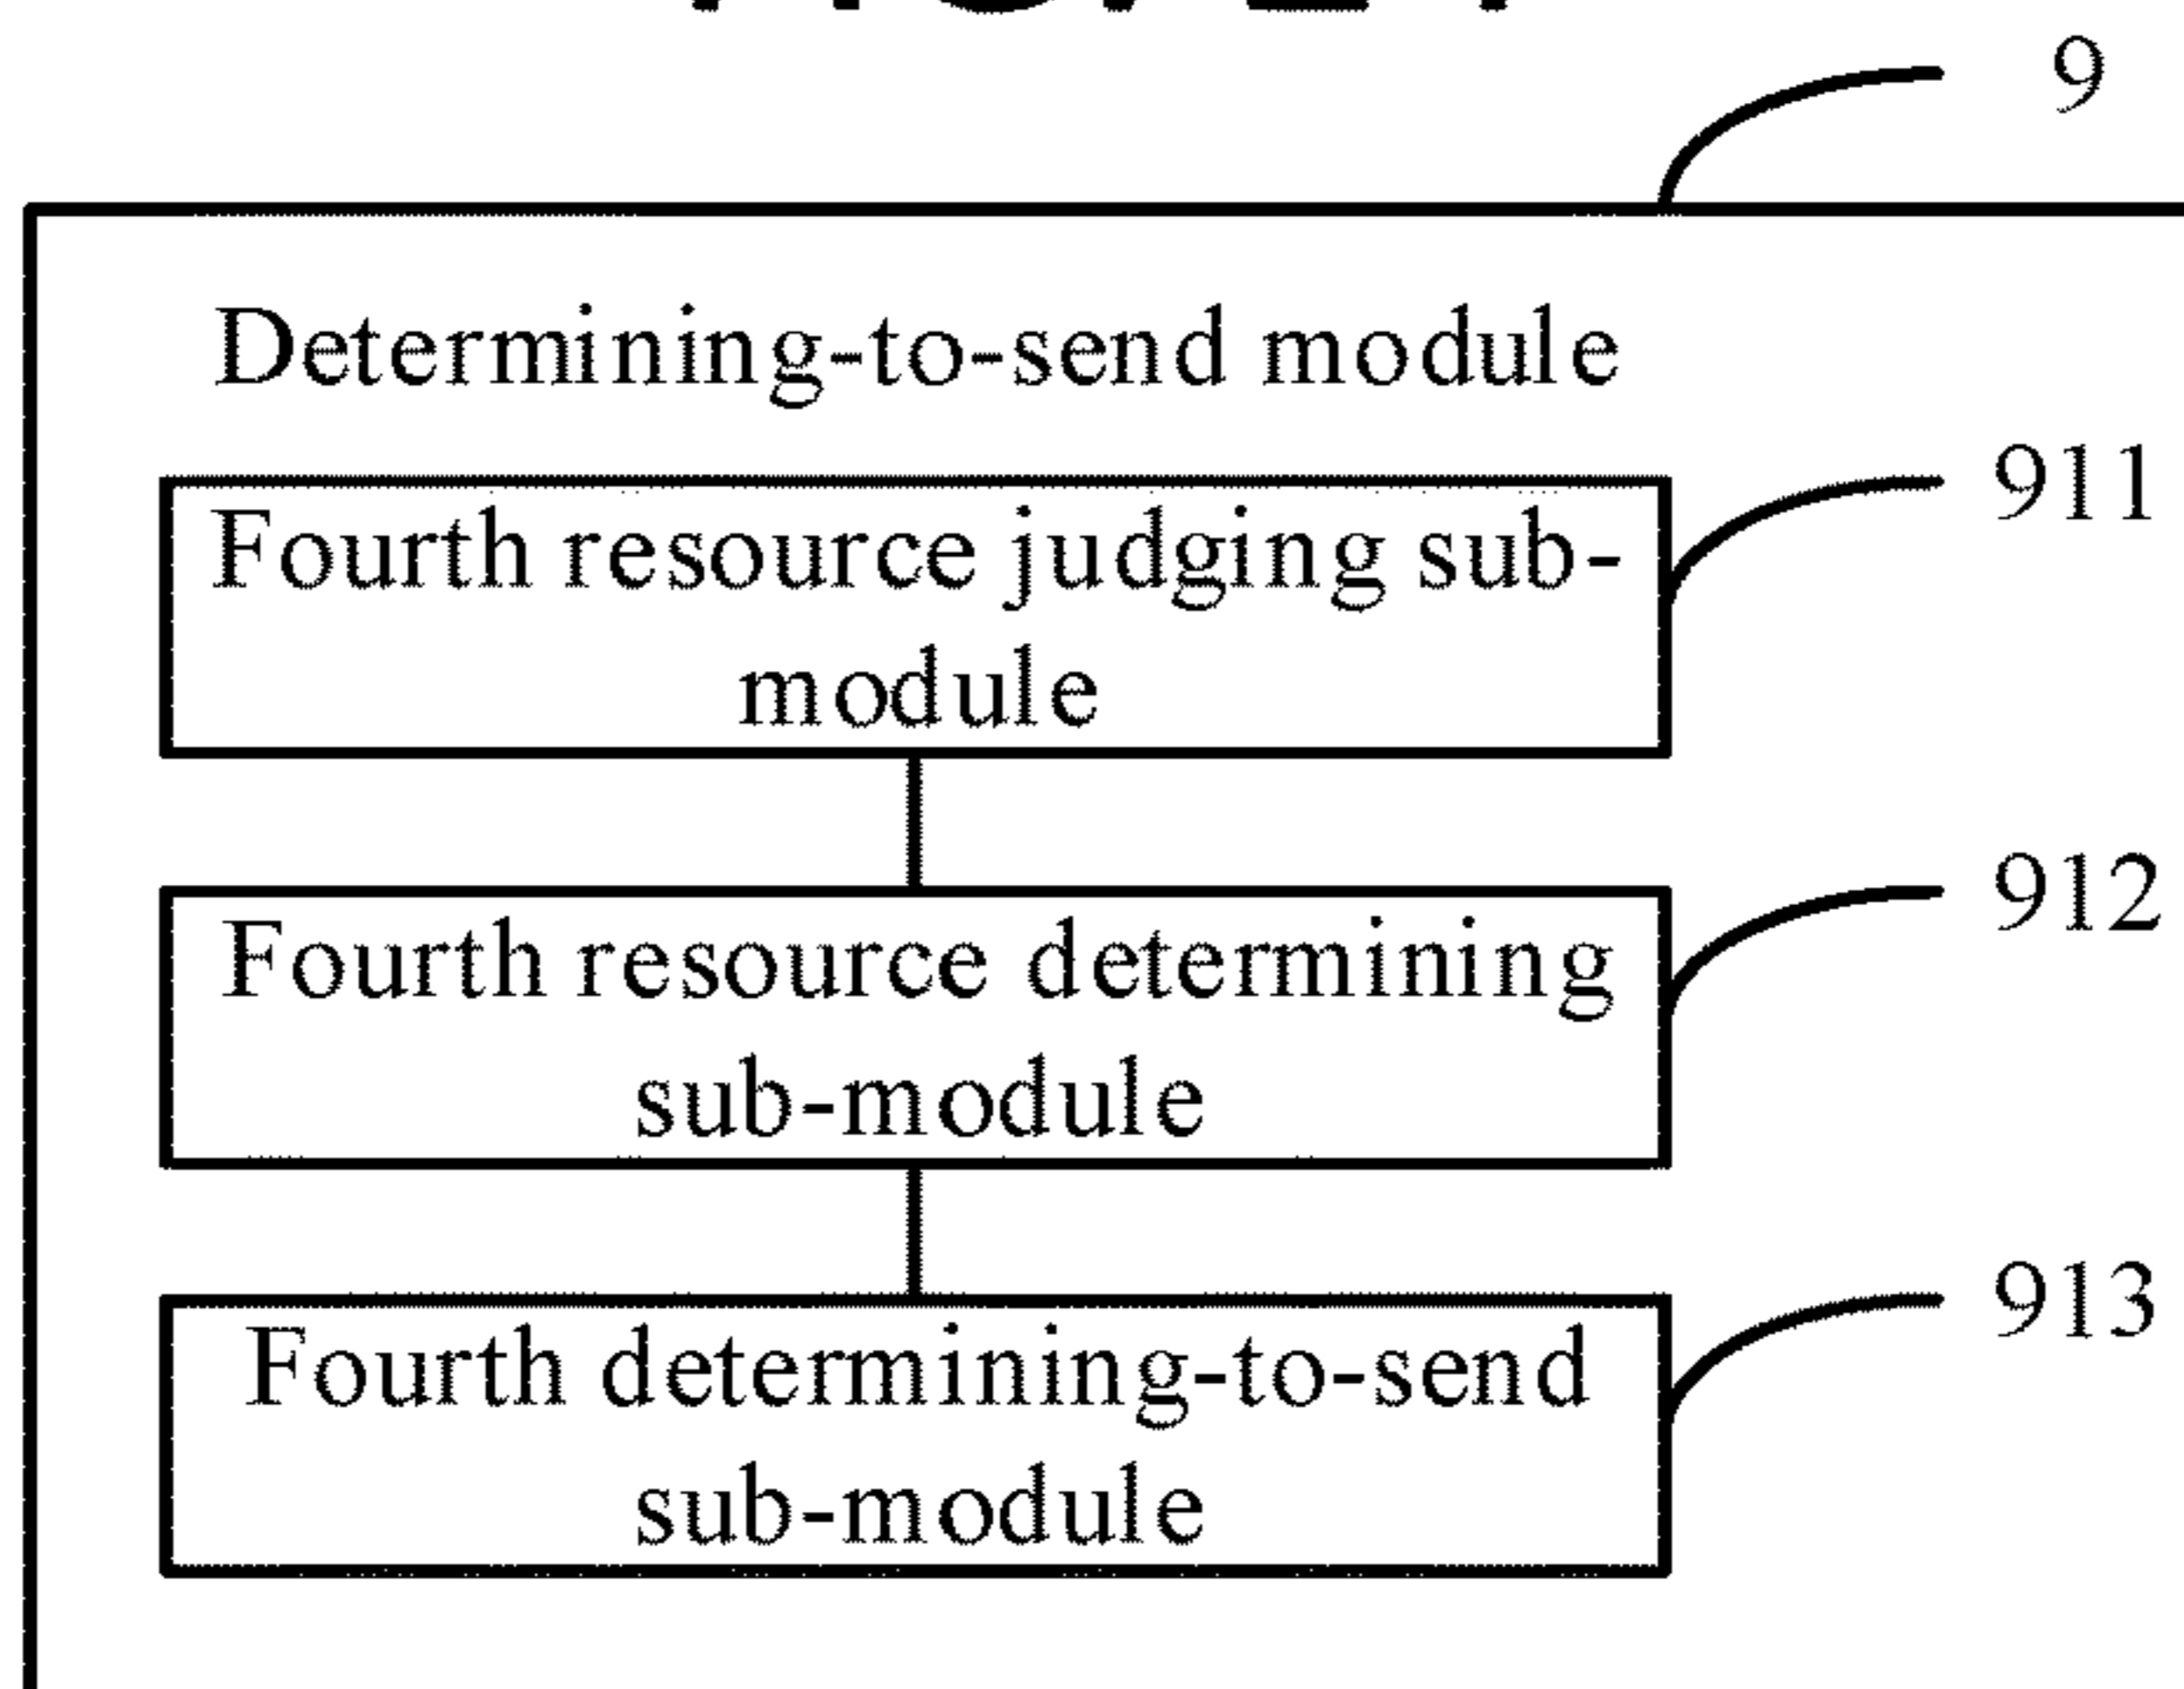 9
Determining-to-send module
911
Fourth resource judging sub-
module
912
Fourth resource determining
sub-module
913
Fourth determining-to-send
sub-module